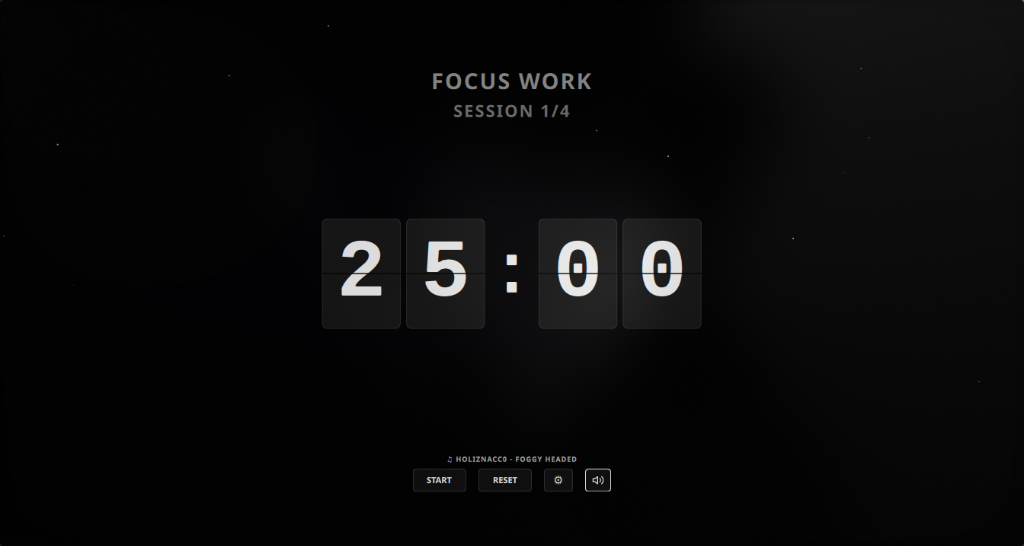 FOCUS WORK
SESSION 1/4
25:00
♫ HOLIZNACC0 - FOGGY HEADED
START RESET